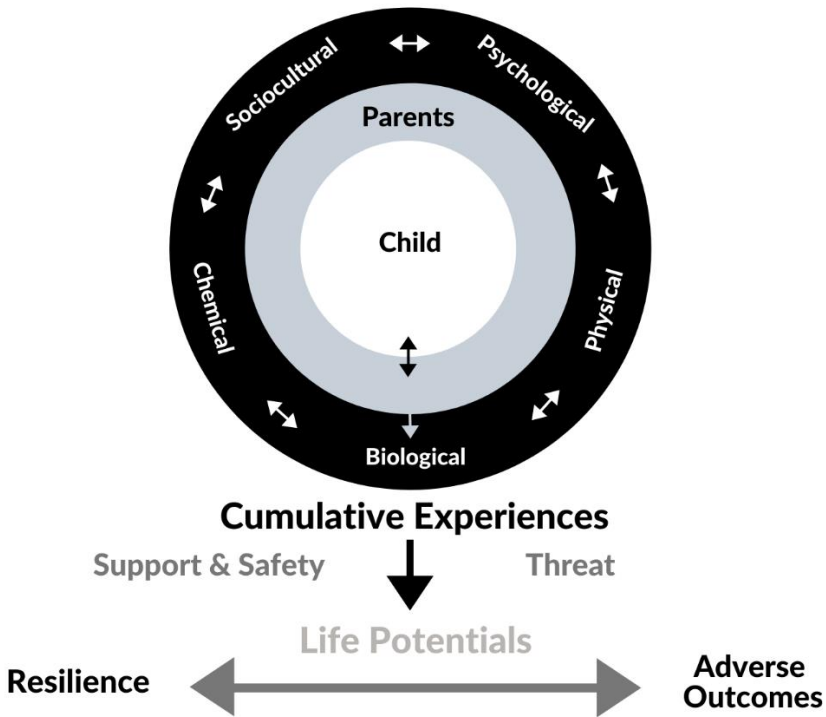 Sociocultural
Psychological
Parents
Child
Chemical
Physical
Biological
Cumulative Experiences
Support & Safety
Threat
Life Potentials
Resilience
Adverse
Outcomes